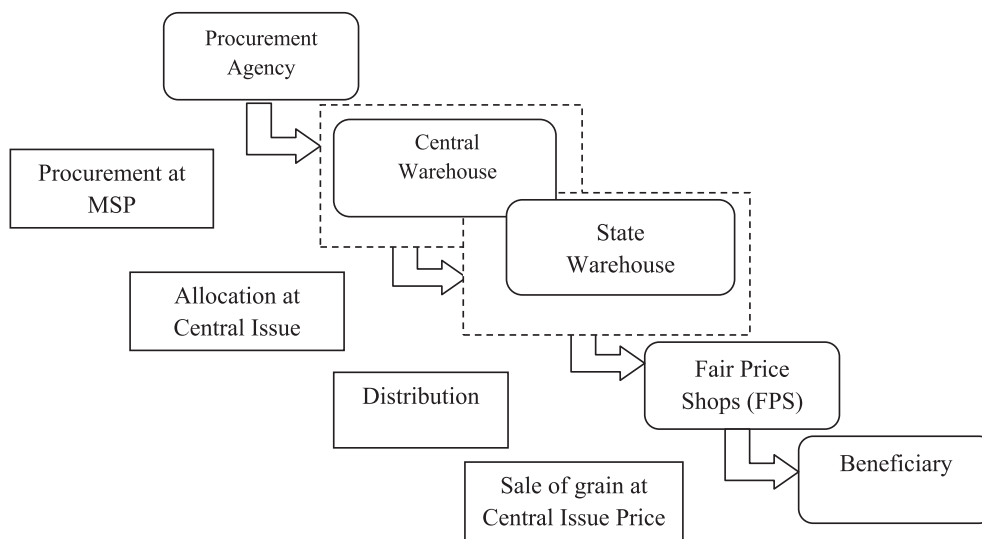 Procurement
Agency
Central
Warehouse
Procurement at
MSP
State
Warehouse
Allocation at
Central Issue
Fair Price
Shops (FPS)
Distribution
Beneficiary
Sale of grain at
Central Issue Price